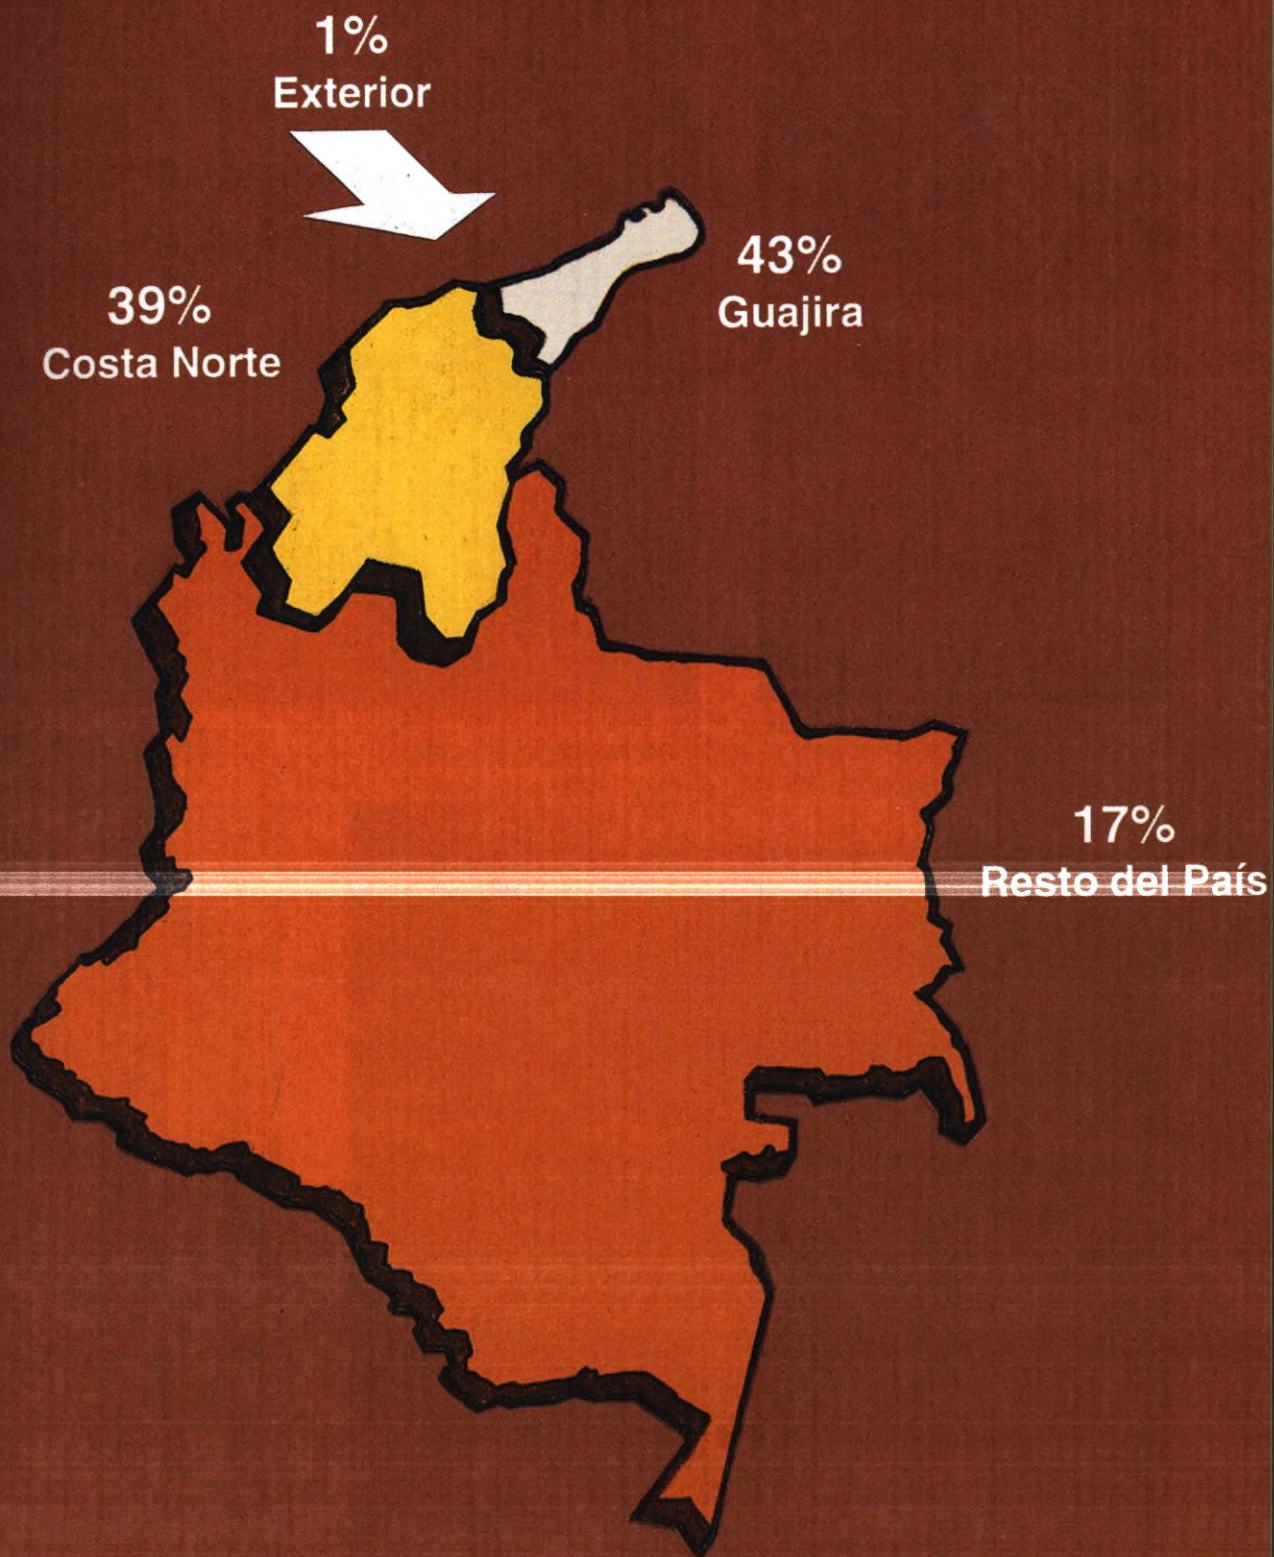 1%
Exterior
43%
Guajira
39%
Costa Norte
17%
Resto del País